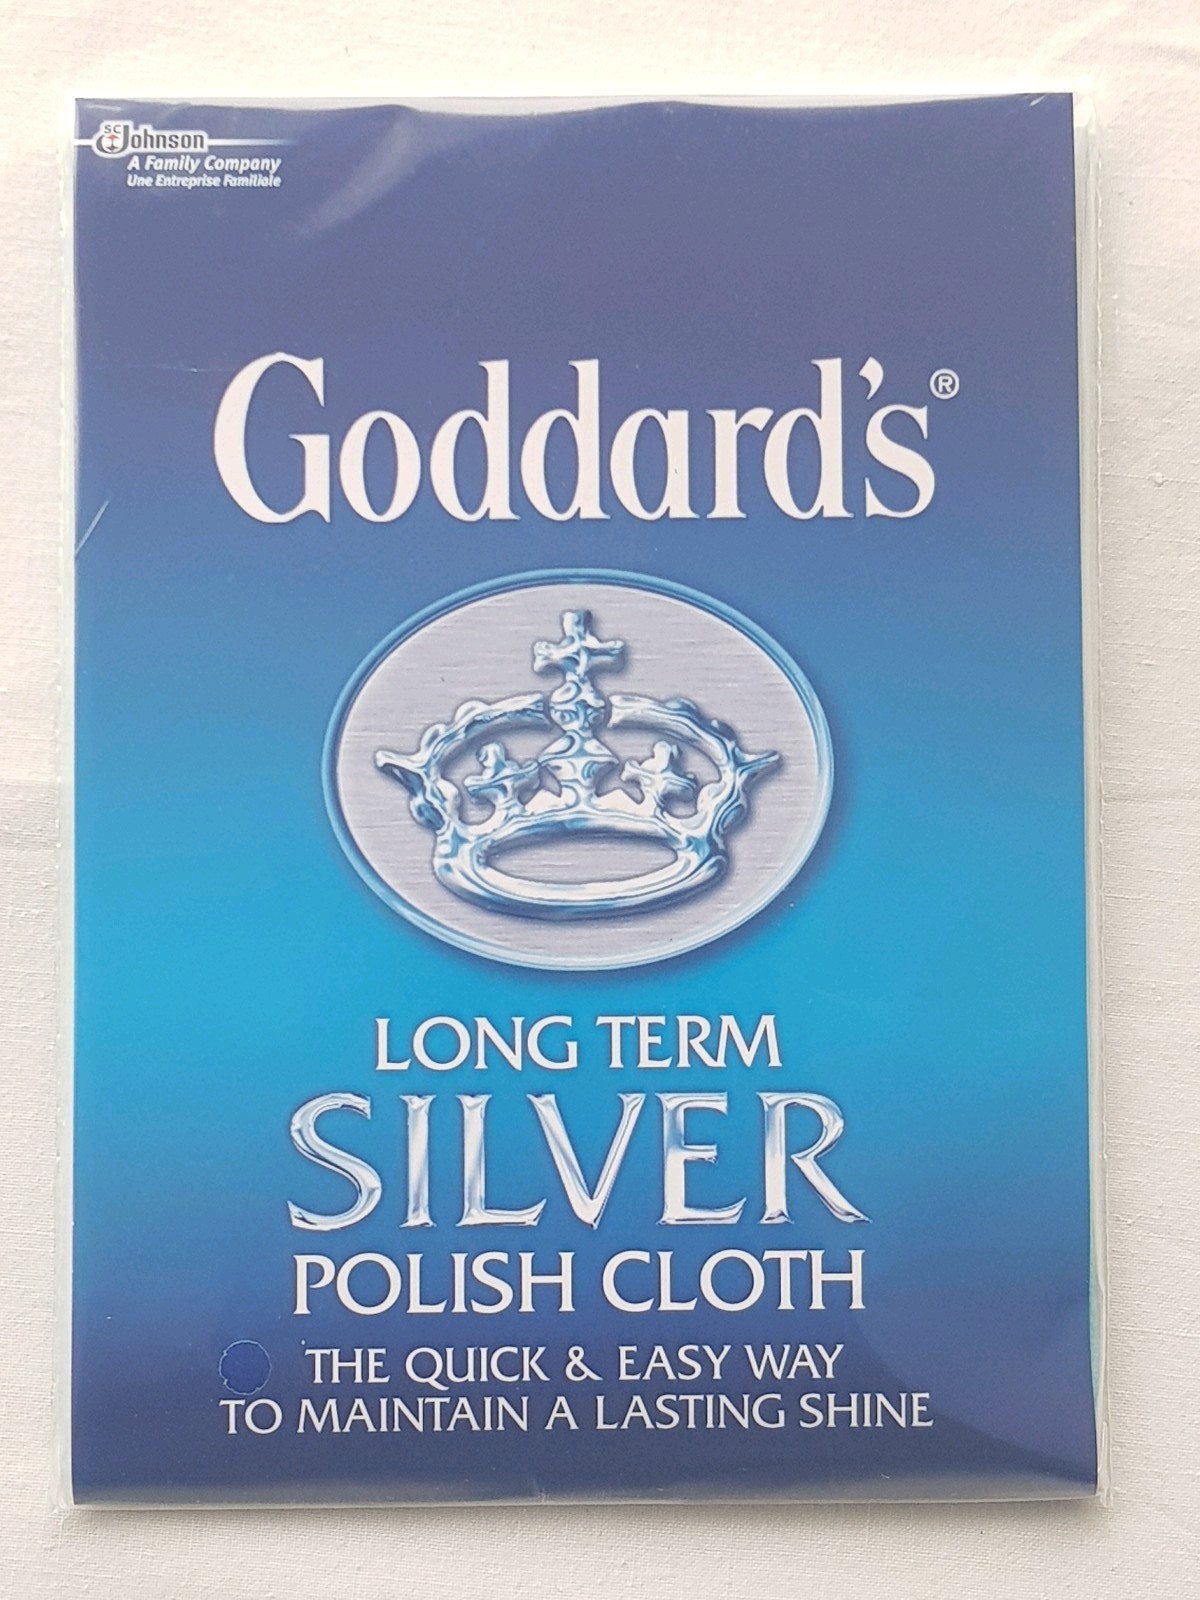 SC Johnson
A Family Company
Une Entreprise Familiale
Goddard's®
LONG TERM
SILVER
POLISH CLOTH
THE QUICK & EASY WAY
TO MAINTAIN A LASTING SHINE